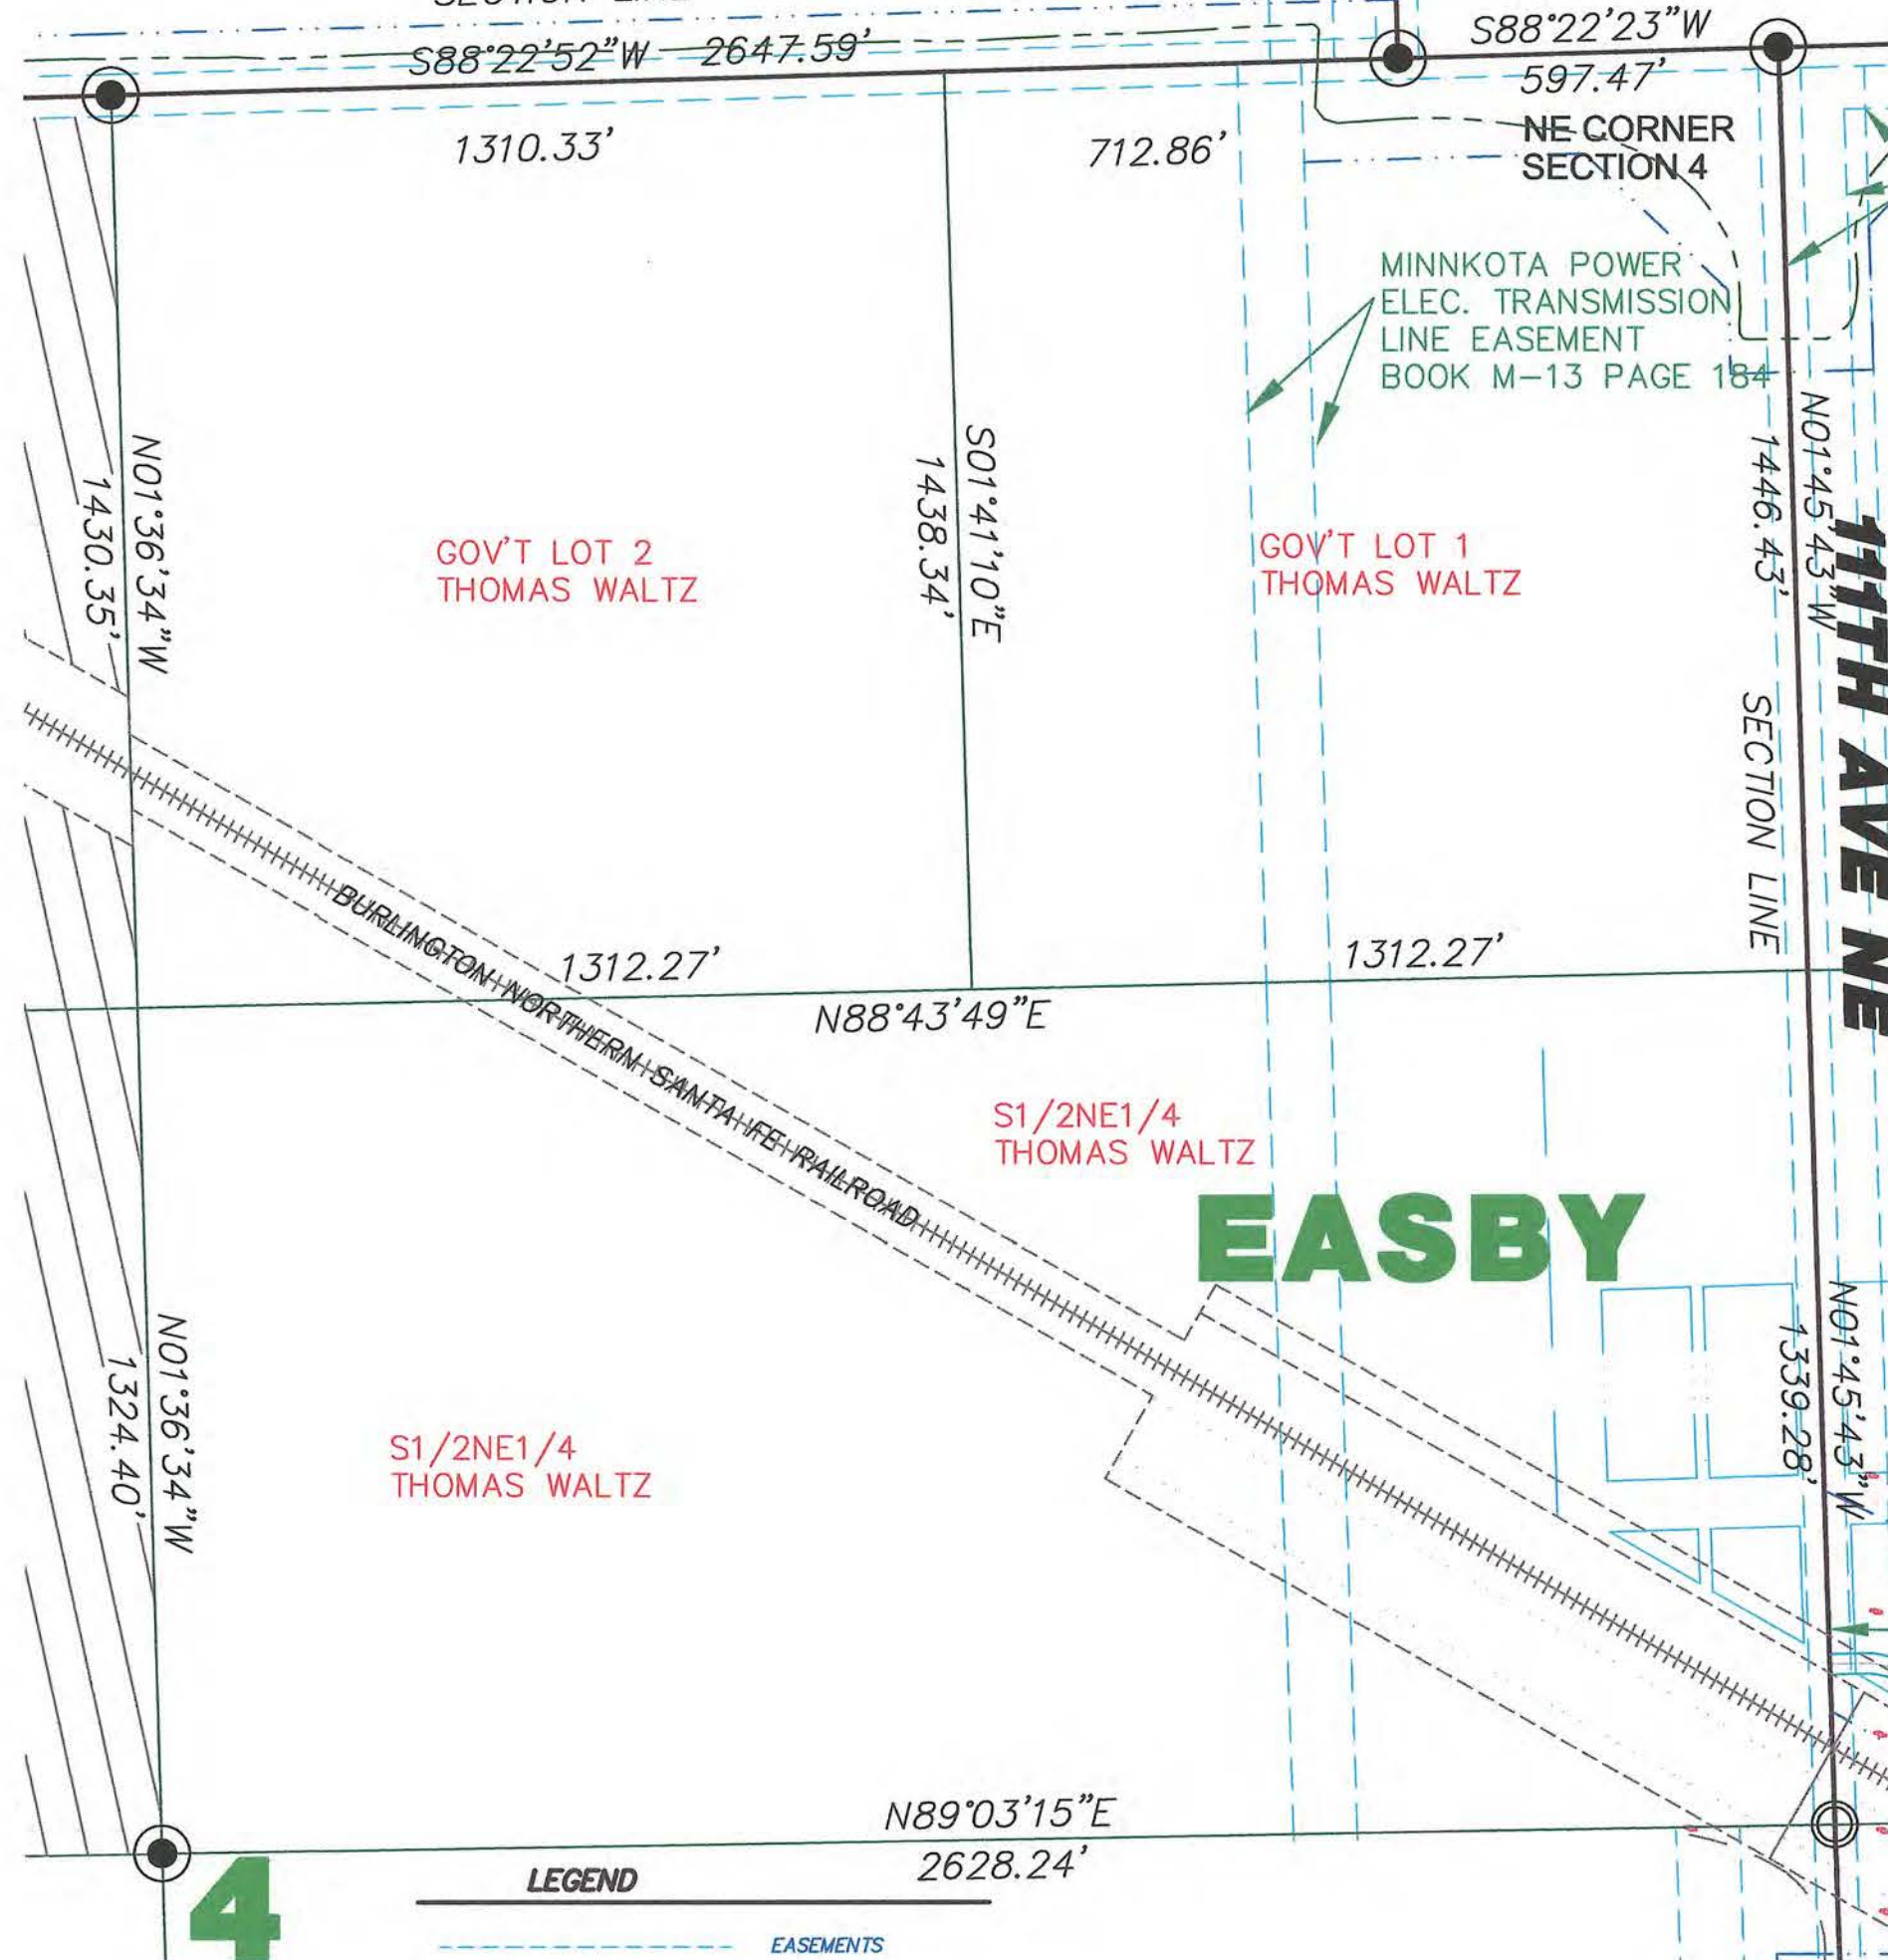 S88°22'52"W 2647.59'
S88°22'23"W
597.47'
1310.33'
712.86'
NE CORNER
SECTION 4
MINNKOTA POWER
ELEC. TRANSMISSION
LINE EASEMENT
BOOK M-13 PAGE 184
N01°36'34"W
1430.35'
S01°41'10"E
1438.34'
N01°45'43"W
1446.43'
GOV'T LOT 2
THOMAS WALTZ
GOV'T LOT 1
THOMAS WALTZ
111TH AVE NE
SECTION LINE
BURLINGTON NORTHERN SANTA FE RAILROAD
1312.27'
1312.27'
N88°43'49"E
S1/2NE1/4
THOMAS WALTZ
EASBY
N01°36'34"W
1324.40'
N01°45'43"W
1339.28'
S1/2NE1/4
THOMAS WALTZ
N89°03'15"E
2628.24'
4
LEGEND
EASEMENTS